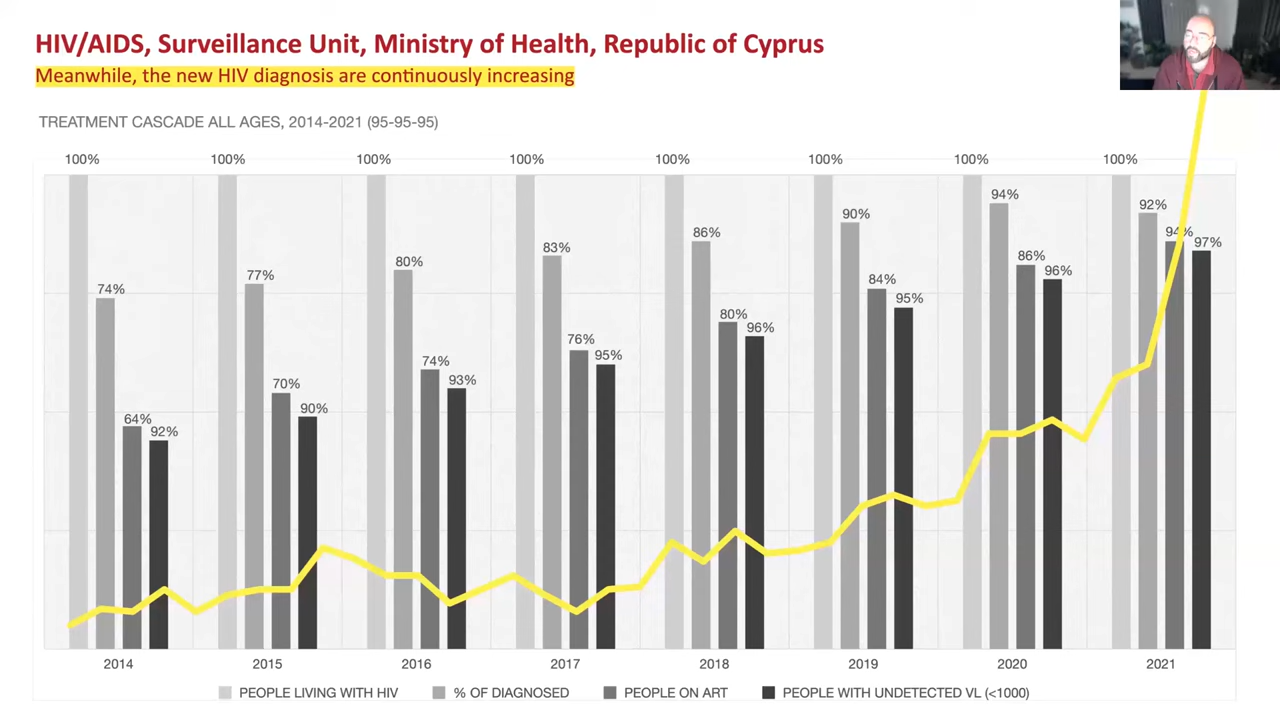 HIV/AIDS, Surveillance Unit, Ministry of Health, Republic of Cyprus
Meanwhile, the new HIV diagnosis are continuously increasing
TREATMENT CASCADE ALL AGES, 2014-2021 (95-95-95)
100% 100% 100% 100% 100% 100% 100% 100%
74% 64% 92%
77% 70% 90%
80% 74% 93%
83% 76% 95%
86% 80% 96%
90% 84% 95%
94% 86% 96%
92% 94% 97%
2014 2015 2016 2017 2018 2019 2020 2021
PEOPLE LIVING WITH HIV % OF DIAGNOSED PEOPLE ON ART PEOPLE WITH UNDETECTED VL (<1000)